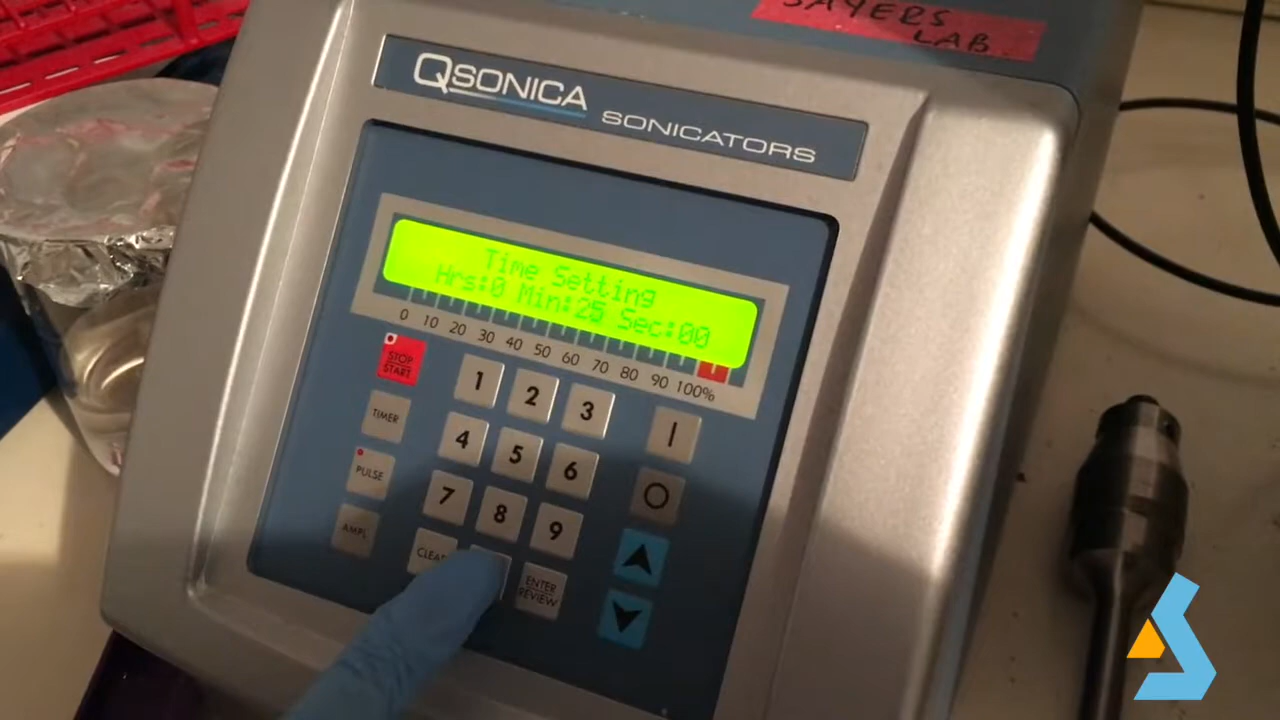 SAYERS
LAB
QSONICA
SONICATORS
Time Setting
Hrs:0 Min:25 Sec:00
0 10 20 30 40 50 60 70 80 90 100%
STOP
START
1 2 3
TIMER
4 5 6
I
PULSE
7 8 9
O
AMPL
CLEAR
ENTER
REVIEW